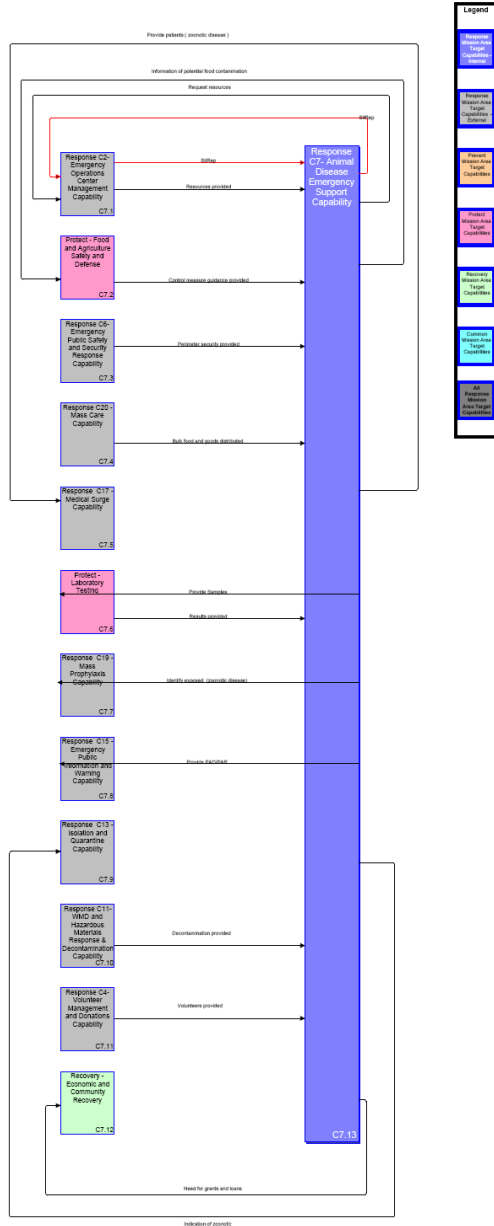 Legend
Response
Mission Area
Target
Capabilities -
Internal
Response
Mission Area
Target
Capabilities -
External
Prevent
Mission Area
Target
Capabilities
Protect
Mission Area
Target
Capabilities
Recovery
Mission Area
Target
Capabilities
Common
Mission Area
Target
Capabilities
All
Response
Mission
Area Target
Capabilities
Provide patients ( zoonotic disease )
Information of potential food contamination
Request resources
SitRep
Response C2-
Emergency
Operations
Center
Management
Capability
C7.1
SitRep
Resources provided
Response
C7- Animal
Disease
Emergency
Support
Capability
C7.13
Protect - Food
and Agriculture
Safety and
Defense
C7.2
Control measure guidance provided
Response C6-
Emergency
Public Safety
and Security
Response
Capability
C7.3
Perimeter security provided
Response C20 -
Mass Care
Capability
C7.4
Bulk food and goods distributed
Response C17 -
Medical Surge
Capability
C7.5
Protect -
Laboratory
Testing
C7.6
Provide Samples
Results provided
Response C19 -
Mass
Prophylaxis
Capability
C7.7
Identify exposed (zoonotic disease)
Response C15 -
Emergency
Public
Information and
Warning
Capability
C7.8
Provide PAD/PAR
Response C13 -
Isolation and
Quarantine
Capability
C7.9
Response C11-
WMD and
Hazardous
Materials
Response &
Decontamination
Capability
C7.10
Decontamination provided
Response C4-
Volunteer
Management
and Donations
Capability
C7.11
Volunteers provided
Recovery -
Economic and
Community
Recovery
C7.12
Need for grants and loans
Indication of zoonotic